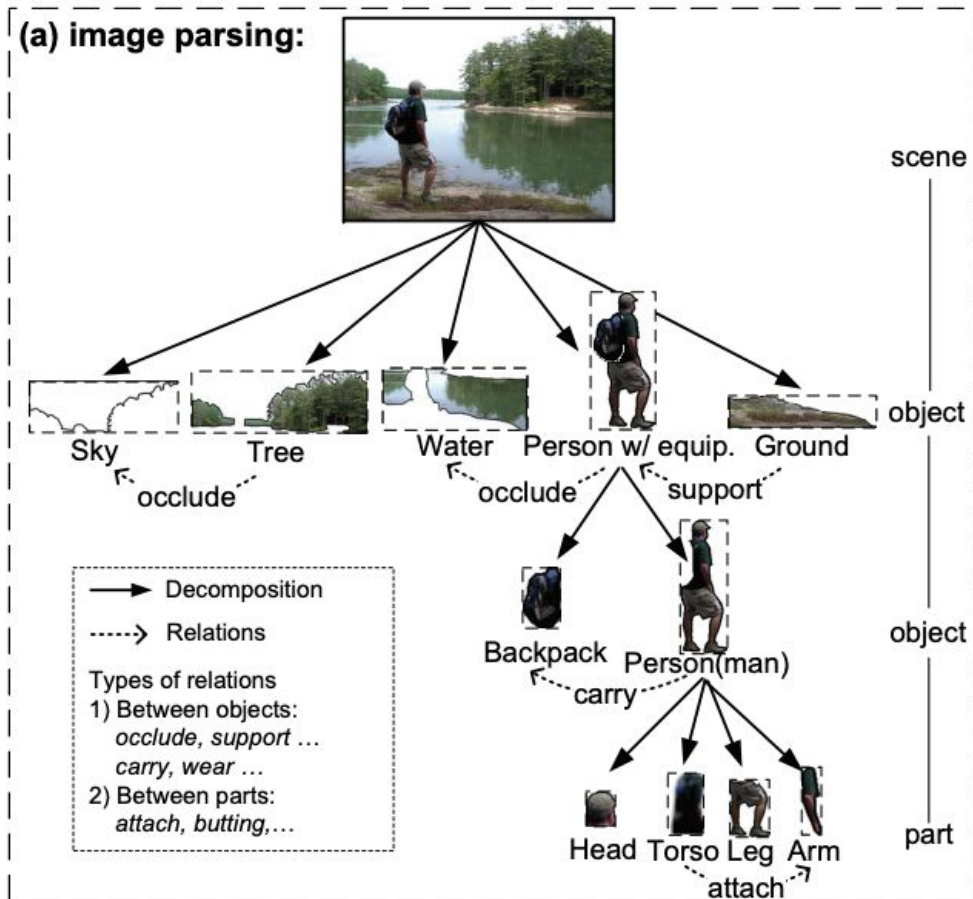 (a) image parsing:
scene
object
Sky
Tree
Water
Person w/ equip.
Ground
occlude
occlude
support
Decomposition
Relations
Types of relations
1) Between objects:
occlude, support ...
carry, wear ...
2) Between parts:
attach, butting,...
object
Backpack
Person(man)
carry
part
Head
Torso
Leg
Arm
attach